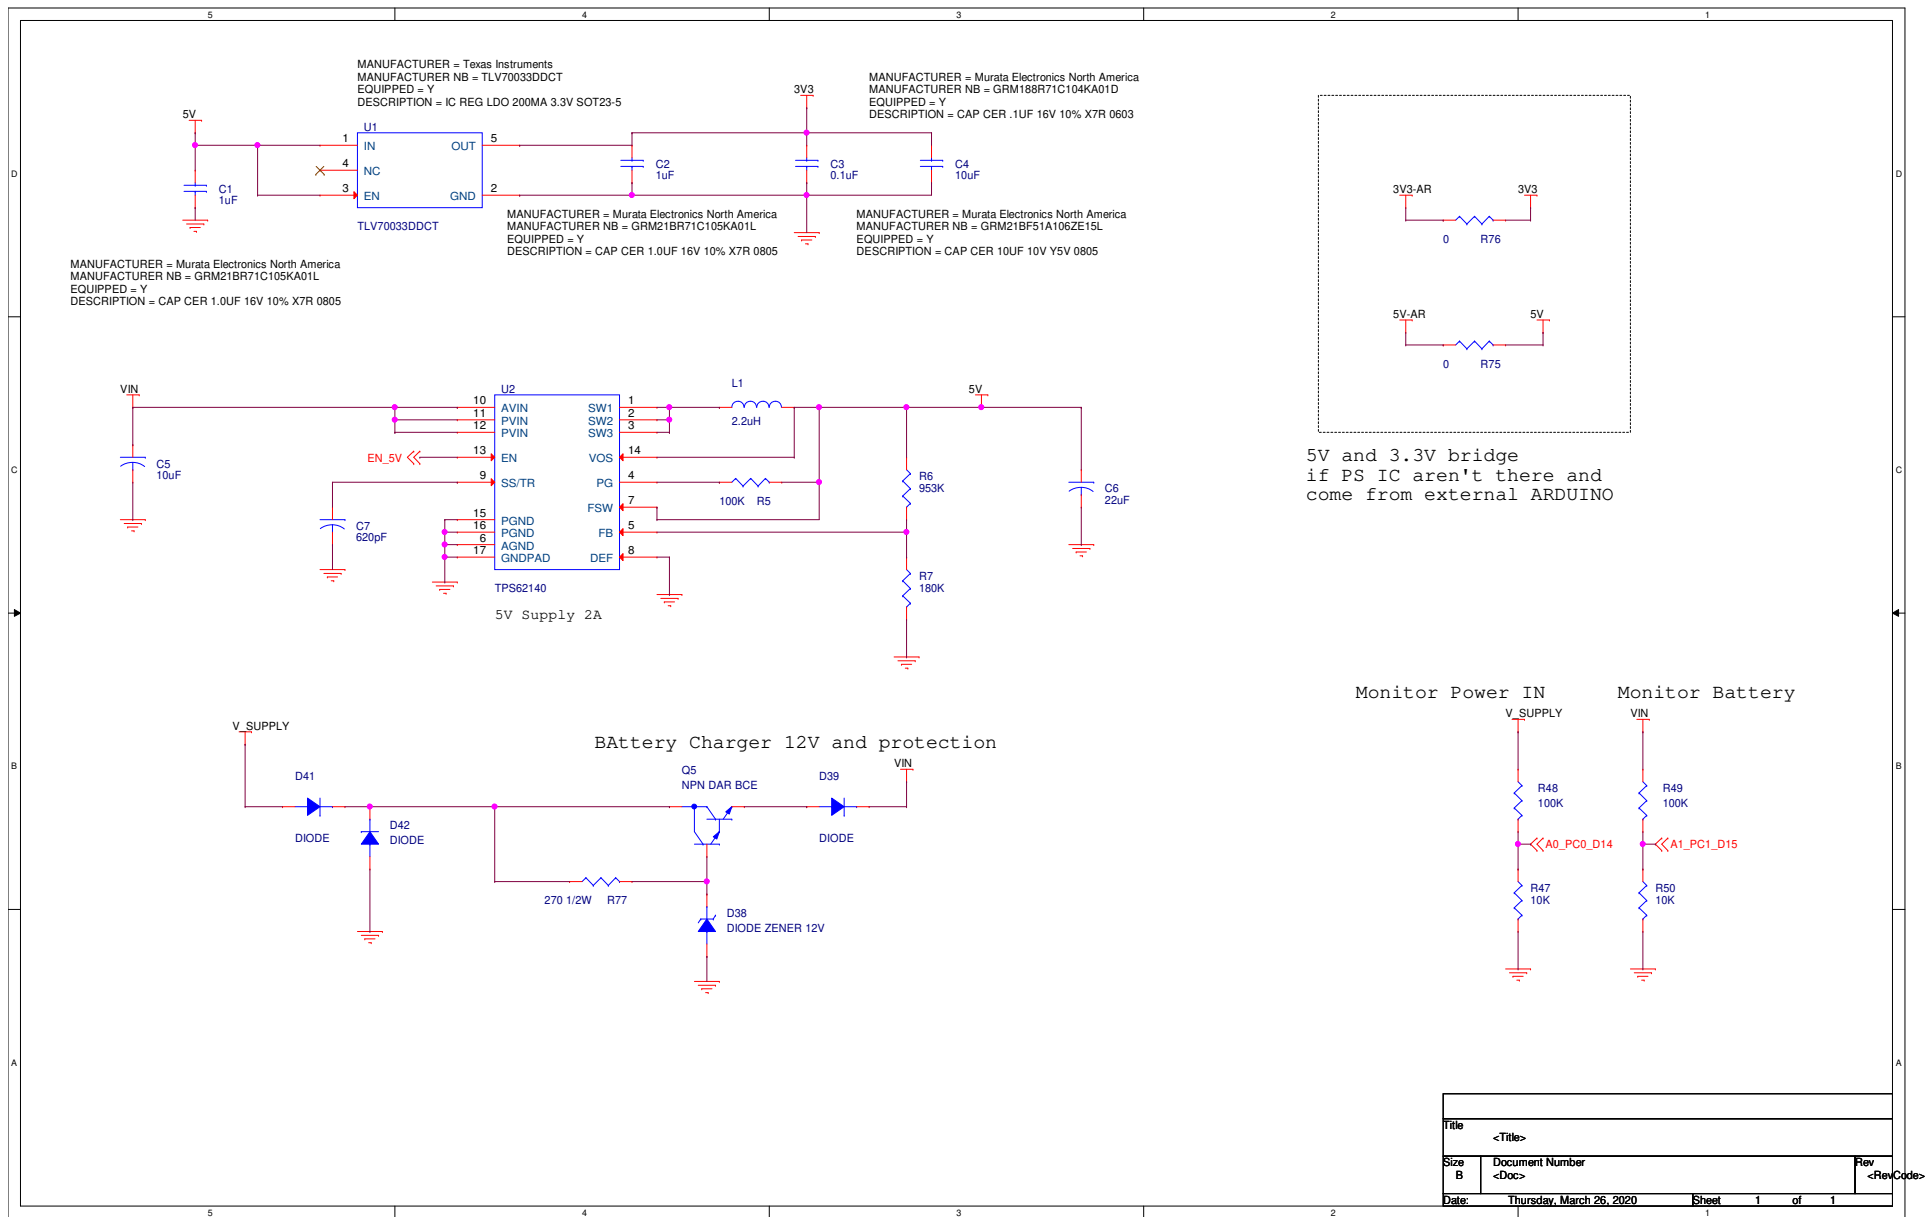 5 4 3 2 1
D
C
B
A
MANUFACTURER = Texas Instruments
MANUFACTURER NB = TLV70033DDCT
EQUIPPED = Y
DESCRIPTION = IC REG LDO 200MA 3.3V SOT23-5
MANUFACTURER = Murata Electronics North America
MANUFACTURER NB = GRM188R71C104KA01D
EQUIPPED = Y
DESCRIPTION = CAP CER .1UF 16V 10% X7R 0603
5V
3V3
U1
1 IN
4 NC
3 EN
OUT 5
GND 2
TLV70033DDCT
C1
1uF
C2
1uF
C3
0.1uF
C4
10uF
MANUFACTURER = Murata Electronics North America
MANUFACTURER NB = GRM21BR71C105KA01L
EQUIPPED = Y
DESCRIPTION = CAP CER 1.0UF 16V 10% X7R 0805
MANUFACTURER = Murata Electronics North America
MANUFACTURER NB = GRM21BF51A106ZE15L
EQUIPPED = Y
DESCRIPTION = CAP CER 10UF 10V Y5V 0805
MANUFACTURER = Murata Electronics North America
MANUFACTURER NB = GRM21BR71C105KA01L
EQUIPPED = Y
DESCRIPTION = CAP CER 1.0UF 16V 10% X7R 0805
3V3-AR 3V3
0 R76
5V-AR 5V
0 R75
5V and 3.3V bridge
if PS IC aren't there and
come from external ARDUINO
VIN
C5
10uF
EN_5V
C7
620pF
U2
10 AVIN
11 PVIN
12 PVIN
13 EN
9 SS/TR
15 PGND
16 PGND
6 AGND
17 GNDPAD
SW1 1
SW2 2
SW3 3
VOS 14
PG 4
FSW 7
FB 5
DEF 8
TPS62140
5V Supply 2A
L1
2.2uH
100K R5
5V
R6
953K
R7
180K
C6
22uF
V_SUPPLY
BAttery Charger 12V and protection
D41
DIODE
D42
DIODE
Q5
NPN DAR BCE
D39
DIODE
VIN
270 1/2W R77
D38
DIODE ZENER 12V
Monitor Power IN
V_SUPPLY
R48
100K
A0_PC0_D14
R47
10K
Monitor Battery
VIN
R49
100K
A1_PC1_D15
R50
10K
Title
<Title>
Size Document Number Rev
B <Doc> <RevCode>
Date: Thursday, March 26, 2020 Sheet 1 of 1
5 4 3 2 1
D
C
B
A